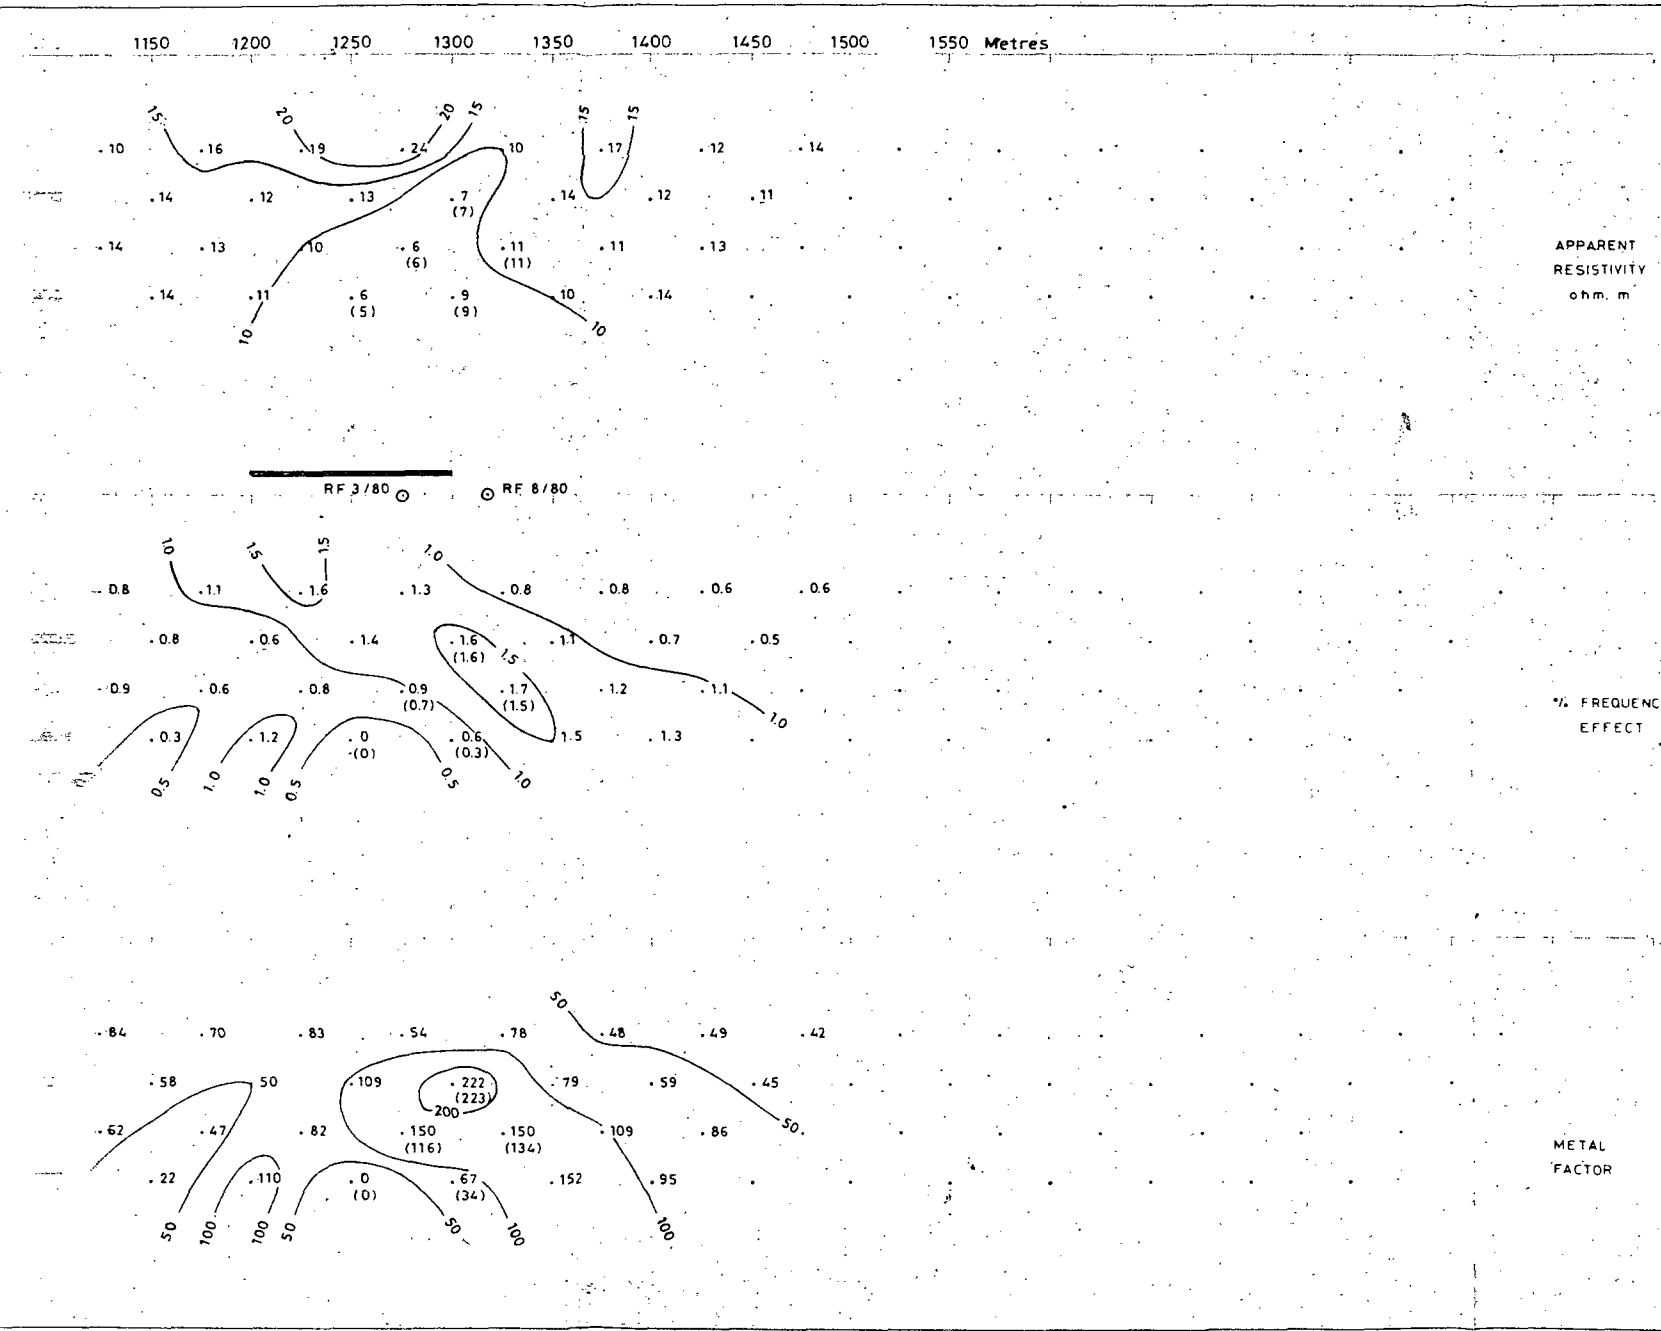 1150 1200 1250 1300 1350 1400 1450 1500 1550 Metres
15 20 20 15 15 15
.10 .16 .19 .24 .10 .17 .12 .14
.14 .12 .13 .7 .14 .12 .11
(7)
.14 .13 10 .6 .11 .11 .13
(6) (11)
.14 .11 .6 .9 .10 .14
(5) (9)
10 10
APPARENT
RESISTIVITY
ohm. m
RF 3/80 RF 8/80
1.0 1.5 1.5 1.0
0.8 .1.1 .1.6 .1.3 .0.8 .0.8 .0.6 .0.6
.0.8 .0.6 .1.4 .1.6 .1.1 .0.7 .0.5
(1.6) 1.5
.0.9 .0.6 .0.8 .0.9 .1.7 .1.2 .1.1
(0.7) (1.5) 1.0
.0.3 .1.2 .0 .0.6 1.5 .1.3
(0) (0.3)
0.5 1.0 1.0 0.5 0.5 1.0
% FREQUENC
EFFECT
50
.84 .70 .83 .54 .78 .48 .49 .42
.58 50 .109 .222 .79 .59 .45
(223)
200
.62 .47 .82 .150 .150 .109 .86 50
(116) (134)
.22 .110 .0 .67 .152 .95
(0) (34)
50 100 100 50 50 100 100
METAL
FACTOR